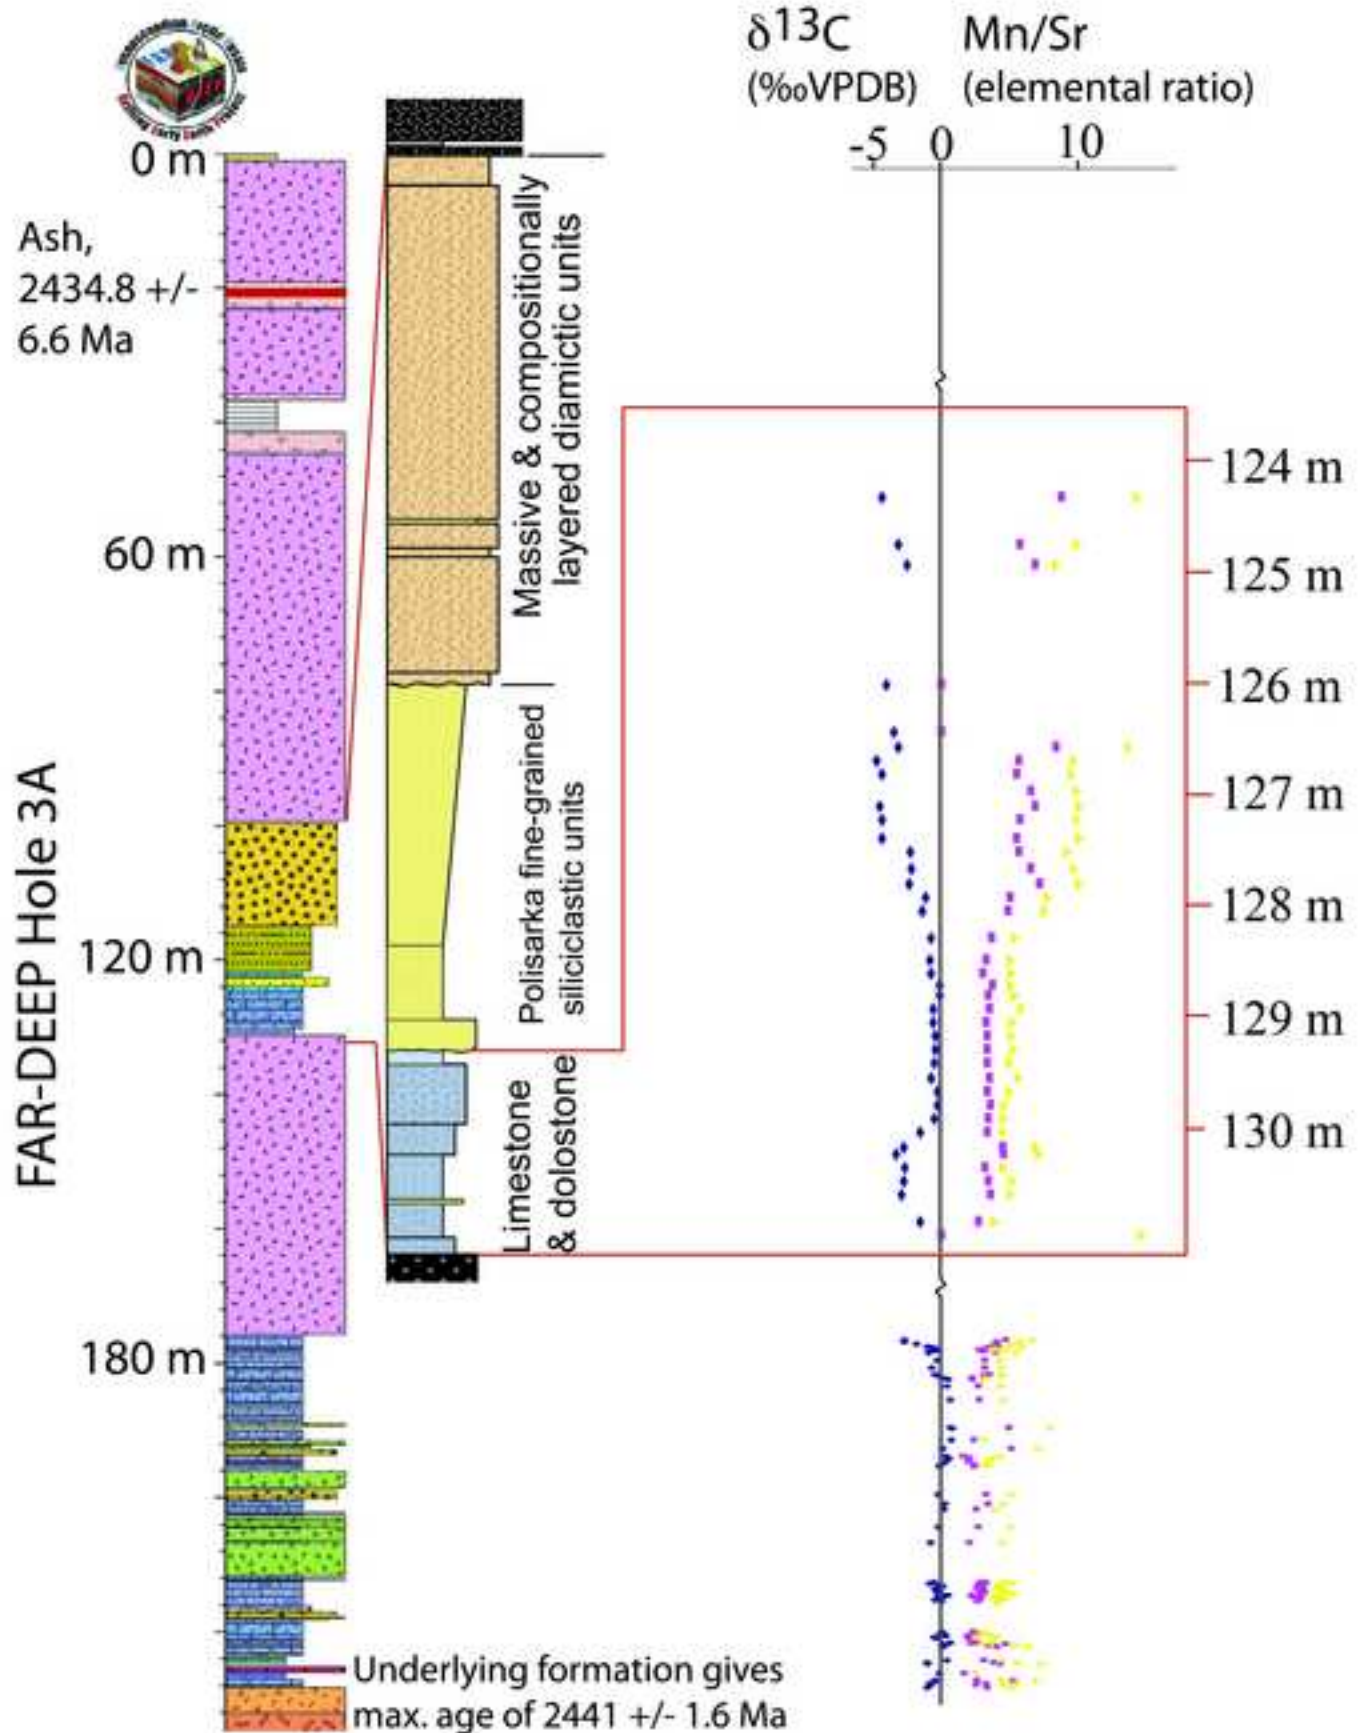 δ13C
(‰VPDB)
Mn/Sr
(elemental ratio)
-5
0
10
0 m
Ash,
2434.8 +/-
6.6 Ma
60 m
120 m
180 m
FAR-DEEP Hole 3A
Massive & compositionally
layered diamictic units
Polisarka fine-grained
siliciclastic units
Limestone
& dolostone
124 m
125 m
126 m
127 m
128 m
129 m
130 m
Underlying formation gives
max. age of 2441 +/- 1.6 Ma